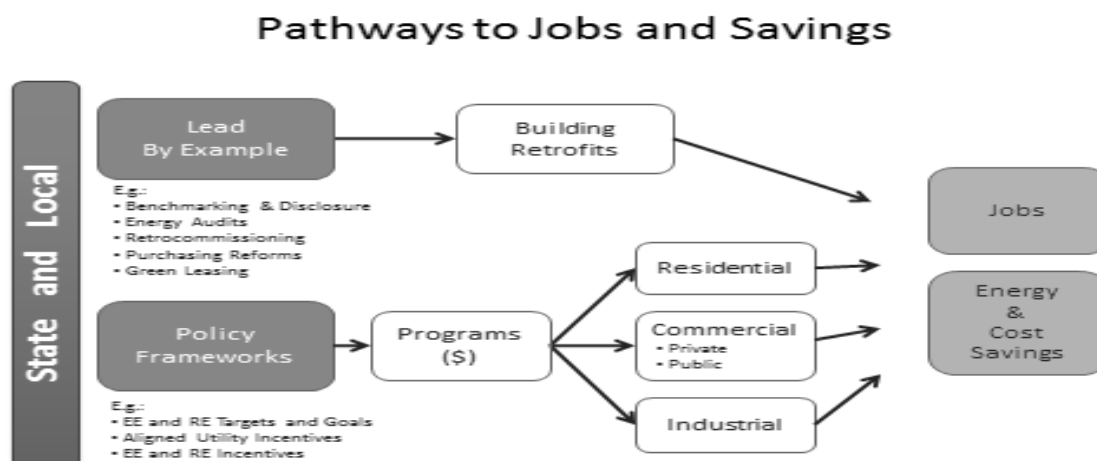 Pathways to Jobs and Savings
State and Local
Lead
By Example
E.g.:
• Benchmarking & Disclosure
• Energy Audits
• Retrocommissioning
• Purchasing Reforms
• Green Leasing
Building
Retrofits
Policy
Frameworks
E.g.:
• EE and RE Targets and Goals
• Aligned Utility Incentives
• EE and RE Incentives
Programs
($)
Residential
Commercial
• Private
• Public
Industrial
Jobs
Energy
&
Cost
Savings